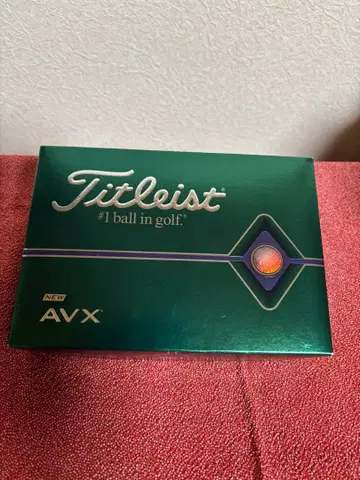 Titleist®
#1 ball in golf.®
NEW
AVX